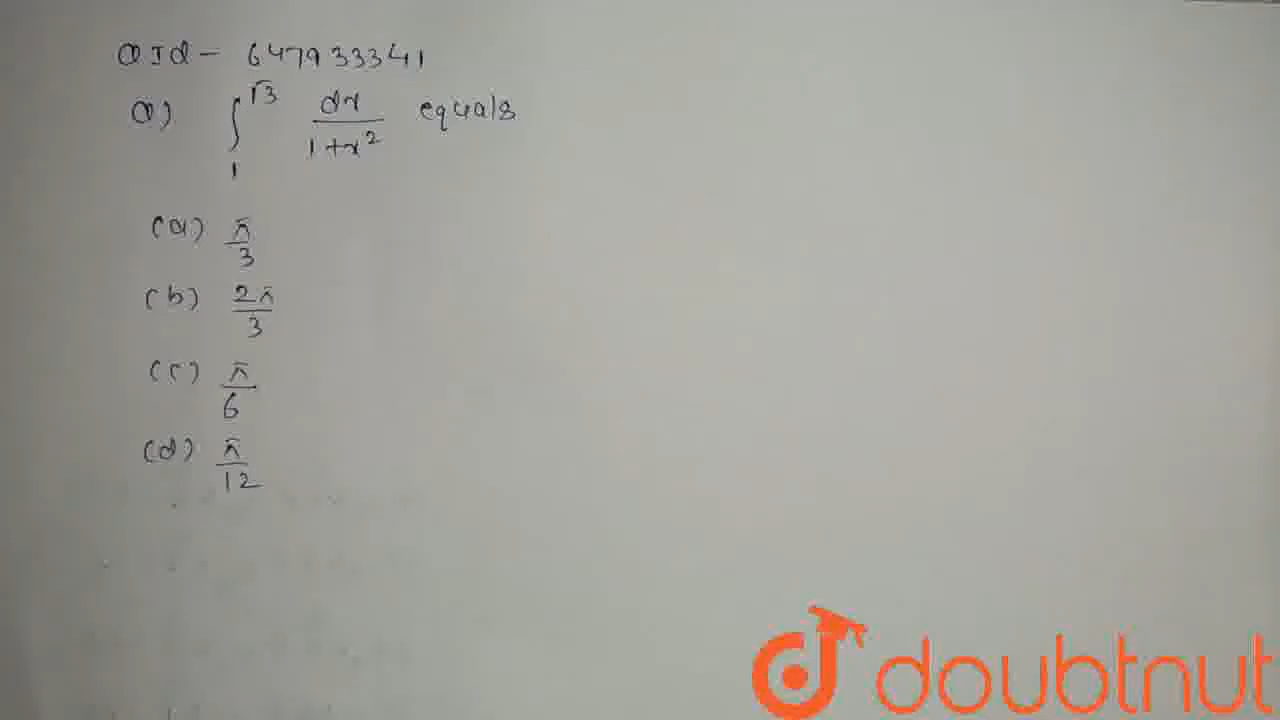 QId - 647933341
Q) ∫₁^√3 dx/1+x² equals
(a) π/3
(b) 2π/3
(c) π/6
(d) π/12
doubtnut